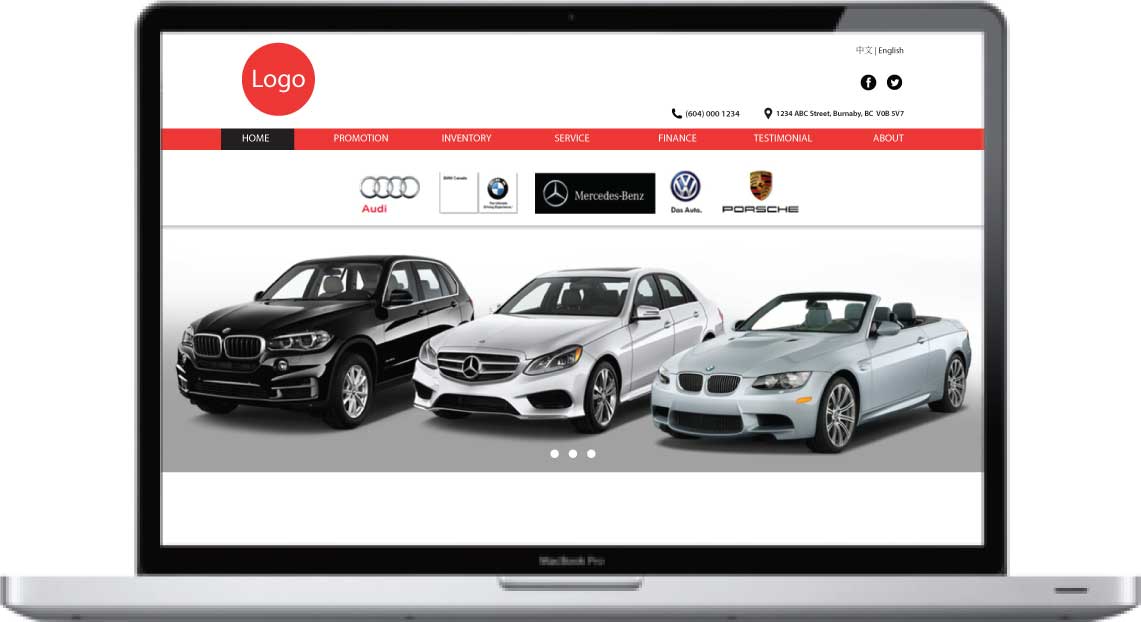 中文 | English
Logo
(604) 000 1234
1234 ABC Street, Burnaby, BC V0B 5V7
HOME
PROMOTION
INVENTORY
SERVICE
FINANCE
TESTIMONIAL
ABOUT
Audi
BMW Canada
The Ultimate
Driving Experience.
Mercedes-Benz
Das Auto.
PORSCHE
MacBook Pro